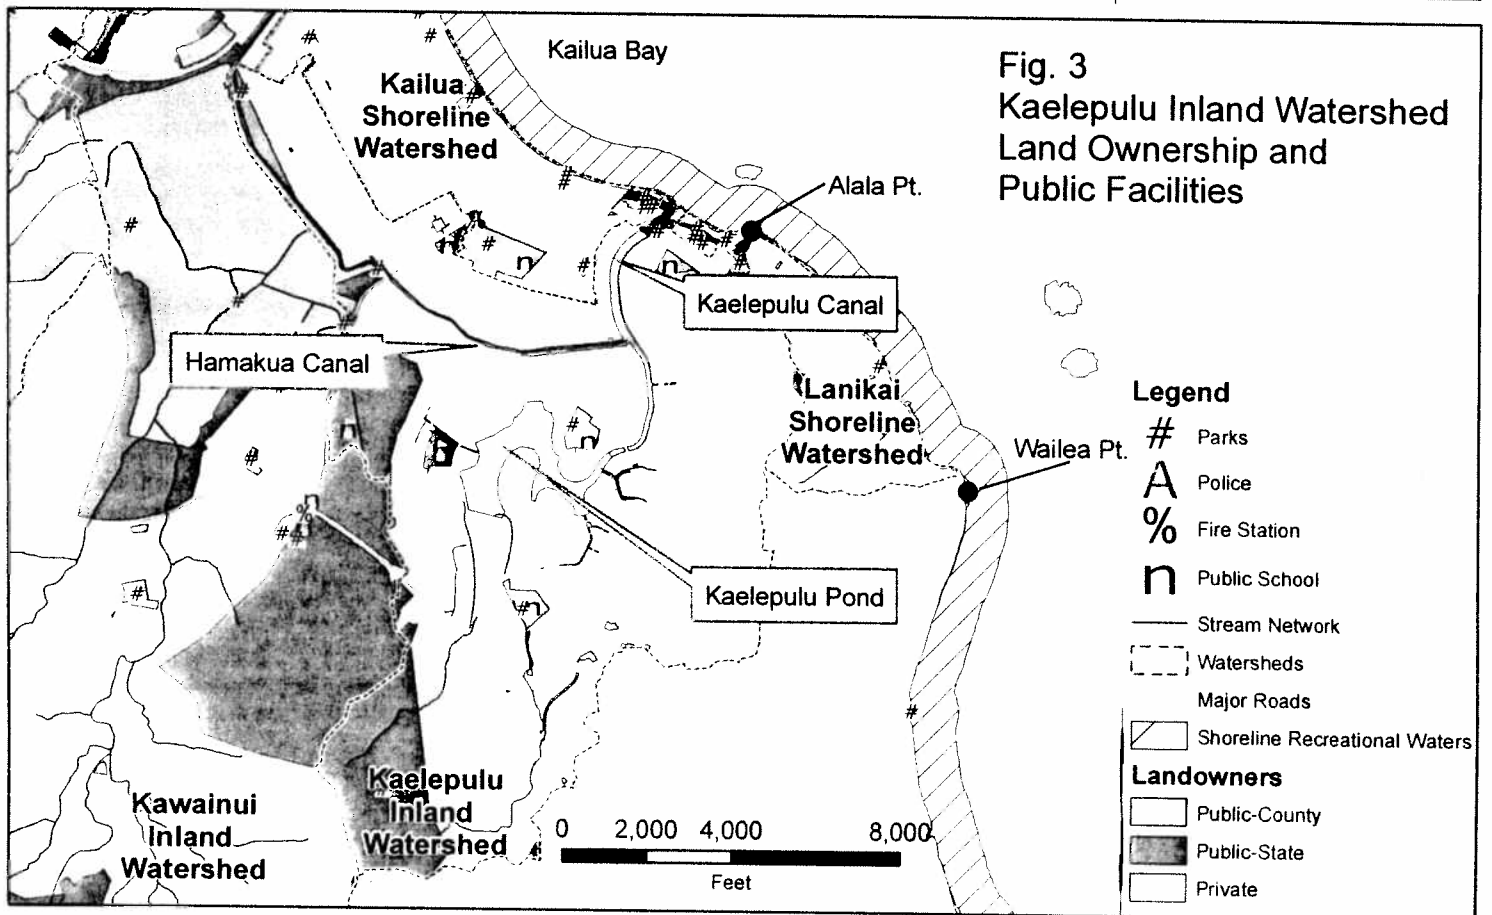 Kailua Bay
Fig. 3
Kaelepulu Inland Watershed
Land Ownership and
Public Facilities
Kailua
Shoreline
Watershed
Alala Pt.
Kaelepulu Canal
Hamakua Canal
Lanikai
Shoreline
Watershed
Wailea Pt.
Kaelepulu Pond
Legend
# Parks
A Police
% Fire Station
n Public School
Stream Network
Watersheds
Major Roads
Shoreline Recreational Waters
Landowners
Public-County
Public-State
Private
Kawainui
Inland
Watershed
Kaelepulu
Inland
Watershed
0 2,000 4,000 8,000
Feet